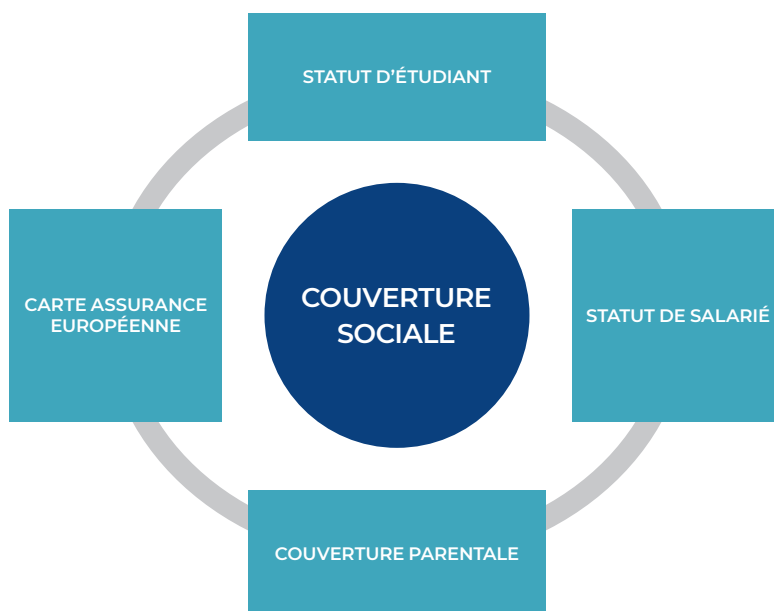 STATUT D'ÉTUDIANT
CARTE ASSURANCE
EUROPÉENNE
COUVERTURE
SOCIALE
STATUT DE SALARIÉ
COUVERTURE PARENTALE